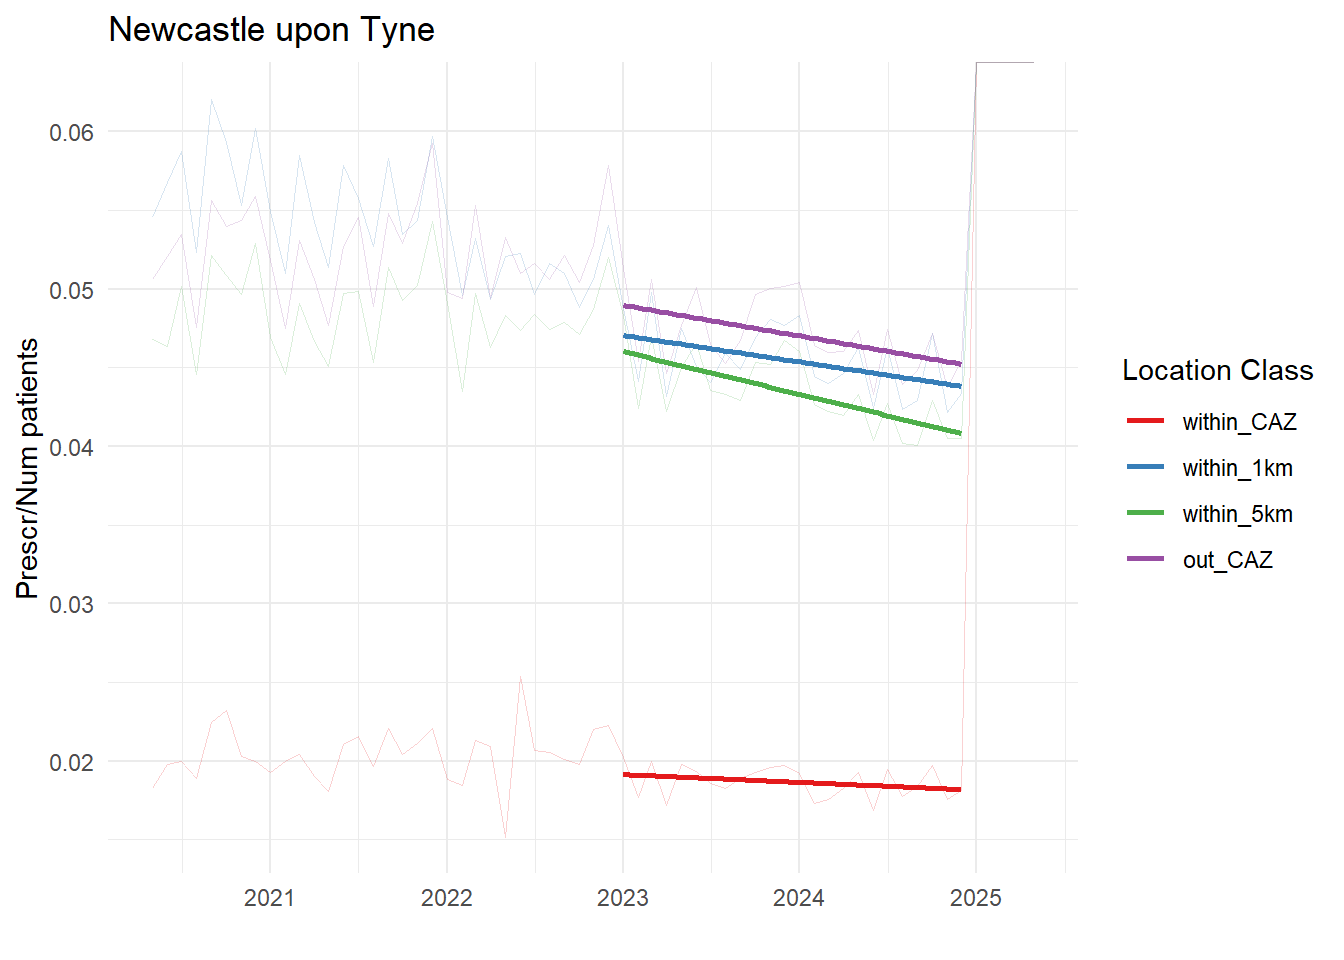 Newcastle upon Tyne
Prescr/Num patients
0.06
0.05
0.04
0.03
0.02
2021
2022
2023
2024
2025
Location Class
within_CAZ
within_1km
within_5km
out_CAZ